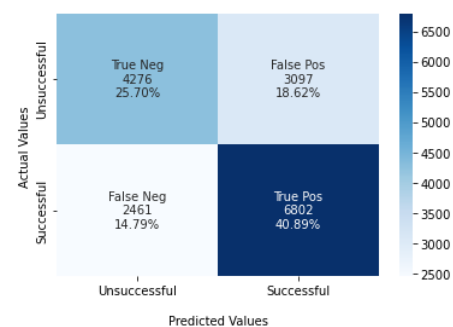 True Neg
4276
25.70%
False Pos
3097
18.62%
False Neg
2461
14.79%
True Pos
6802
40.89%
Unsuccessful
Successful
Actual Values
Unsuccessful
Successful
Predicted Values
6500
6000
5500
5000
4500
4000
3500
3000
2500